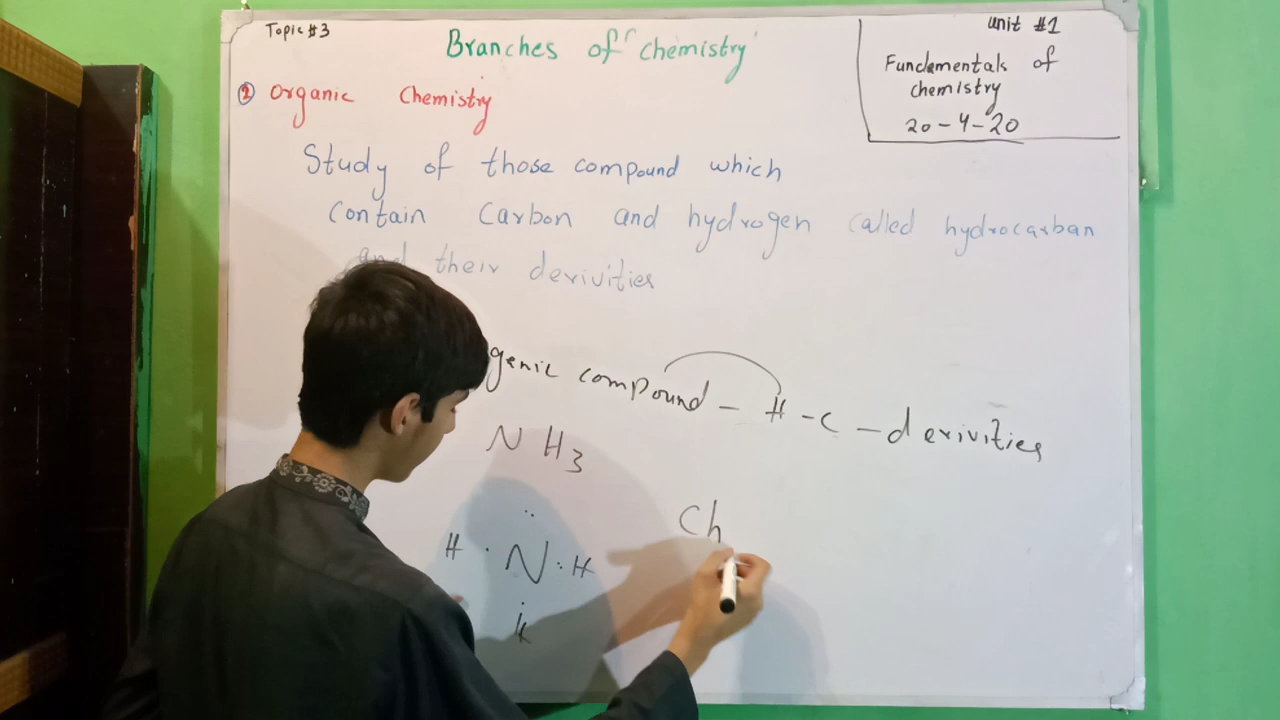 Topic #3
Branches of "chemistry"
Unit #1
Fundamentals of
chemistry
20-4-20
2 Organic Chemistry
Study of those compound which
contain Carbon and hydrogen called hydrocarban
and their derivities
genic compound - H-C - derivities
NH3
Ch
H · N : H